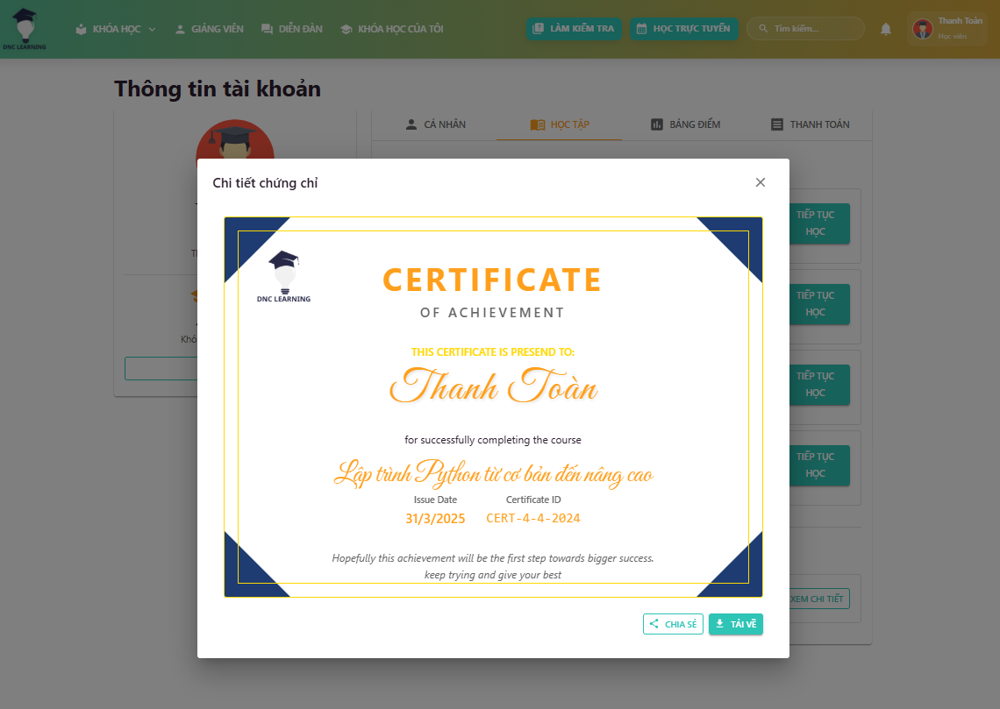 DNC LEARNING
KHÓA HỌC
GIẢNG VIÊN
DIỄN ĐÀN
KHÓA HỌC CỦA TÔI
LÀM KIỂM TRA
HỌC TRỰC TUYẾN
Tìm kiếm...
Thanh Toàn
Học viên
Thông tin tài khoản
CÁ NHÂN
HỌC TẬP
BẢNG ĐIỂM
THANH TOÁN
Chi tiết chứng chỉ
DNC LEARNING
CERTIFICATE
OF ACHIEVEMENT
THIS CERTIFICATE IS PRESEND TO:
Thanh Toàn
for successfully completing the course
Lập trình Python từ cơ bản đến nâng cao
Issue Date
Certificate ID
31/3/2025
CERT-4-4-2024
Hopefully this achievement will be the first step towards bigger success.
keep trying and give your best
CHIA SẺ
TẢI VỀ
TIẾP TỤC
HỌC
TIẾP TỤC
HỌC
TIẾP TỤC
HỌC
TIẾP TỤC
HỌC
XEM CHI TIẾT